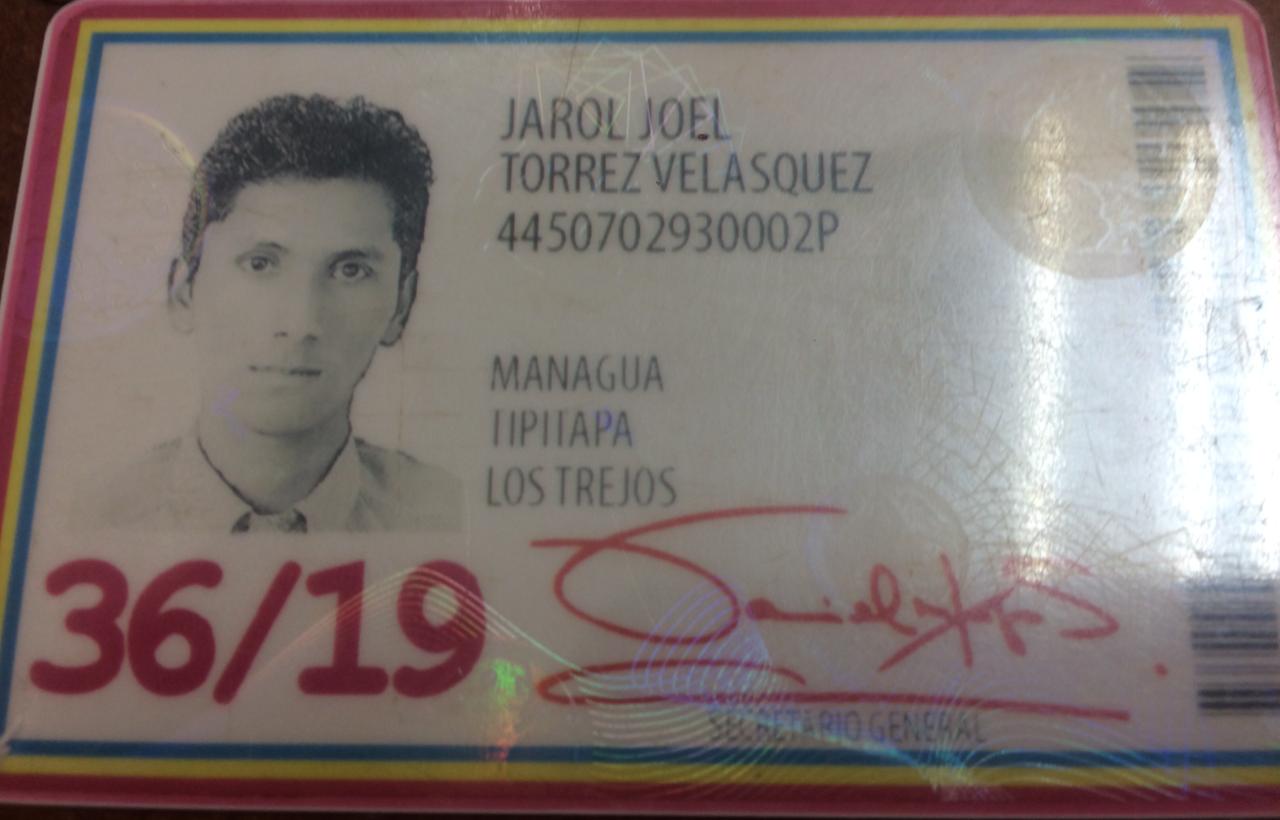 JAROL JOEL
TORREZ VELASQUEZ
4450702930002P
MANAGUA
TIPITAPA
LOS TREJOS
36/19
SECRETARIO GENERAL